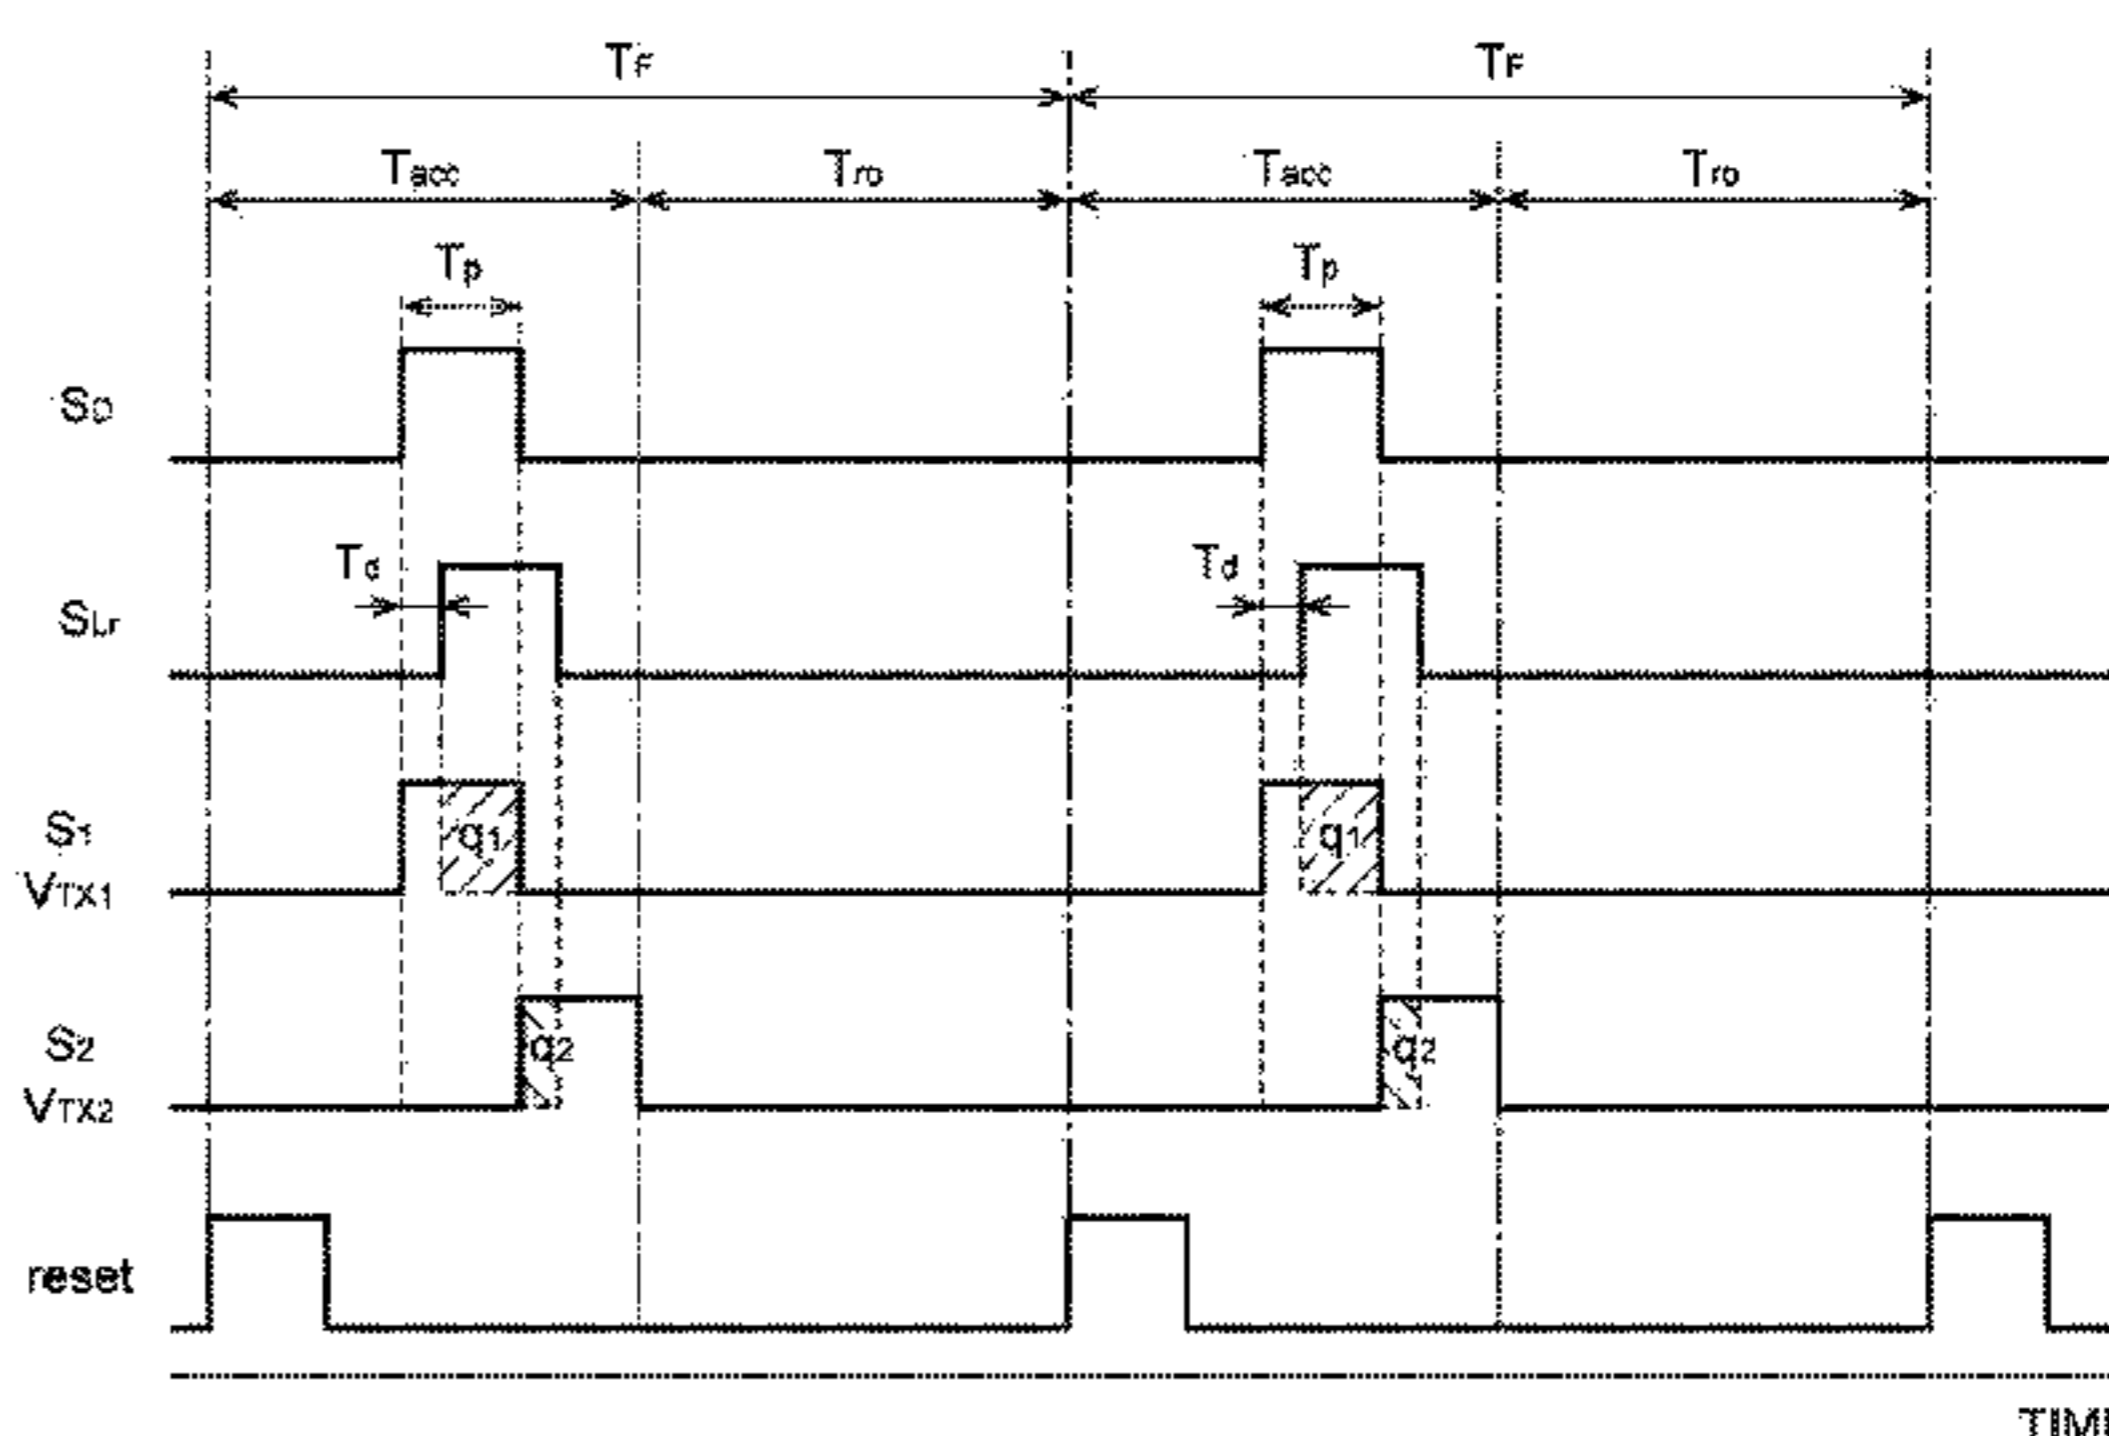 TF TF
Tacc Tro Tacc Tro
Tp Tp
SD
Td Td
SLr
S1 q1 q1
VTX1
S2 q2 q2
VTX2
reset